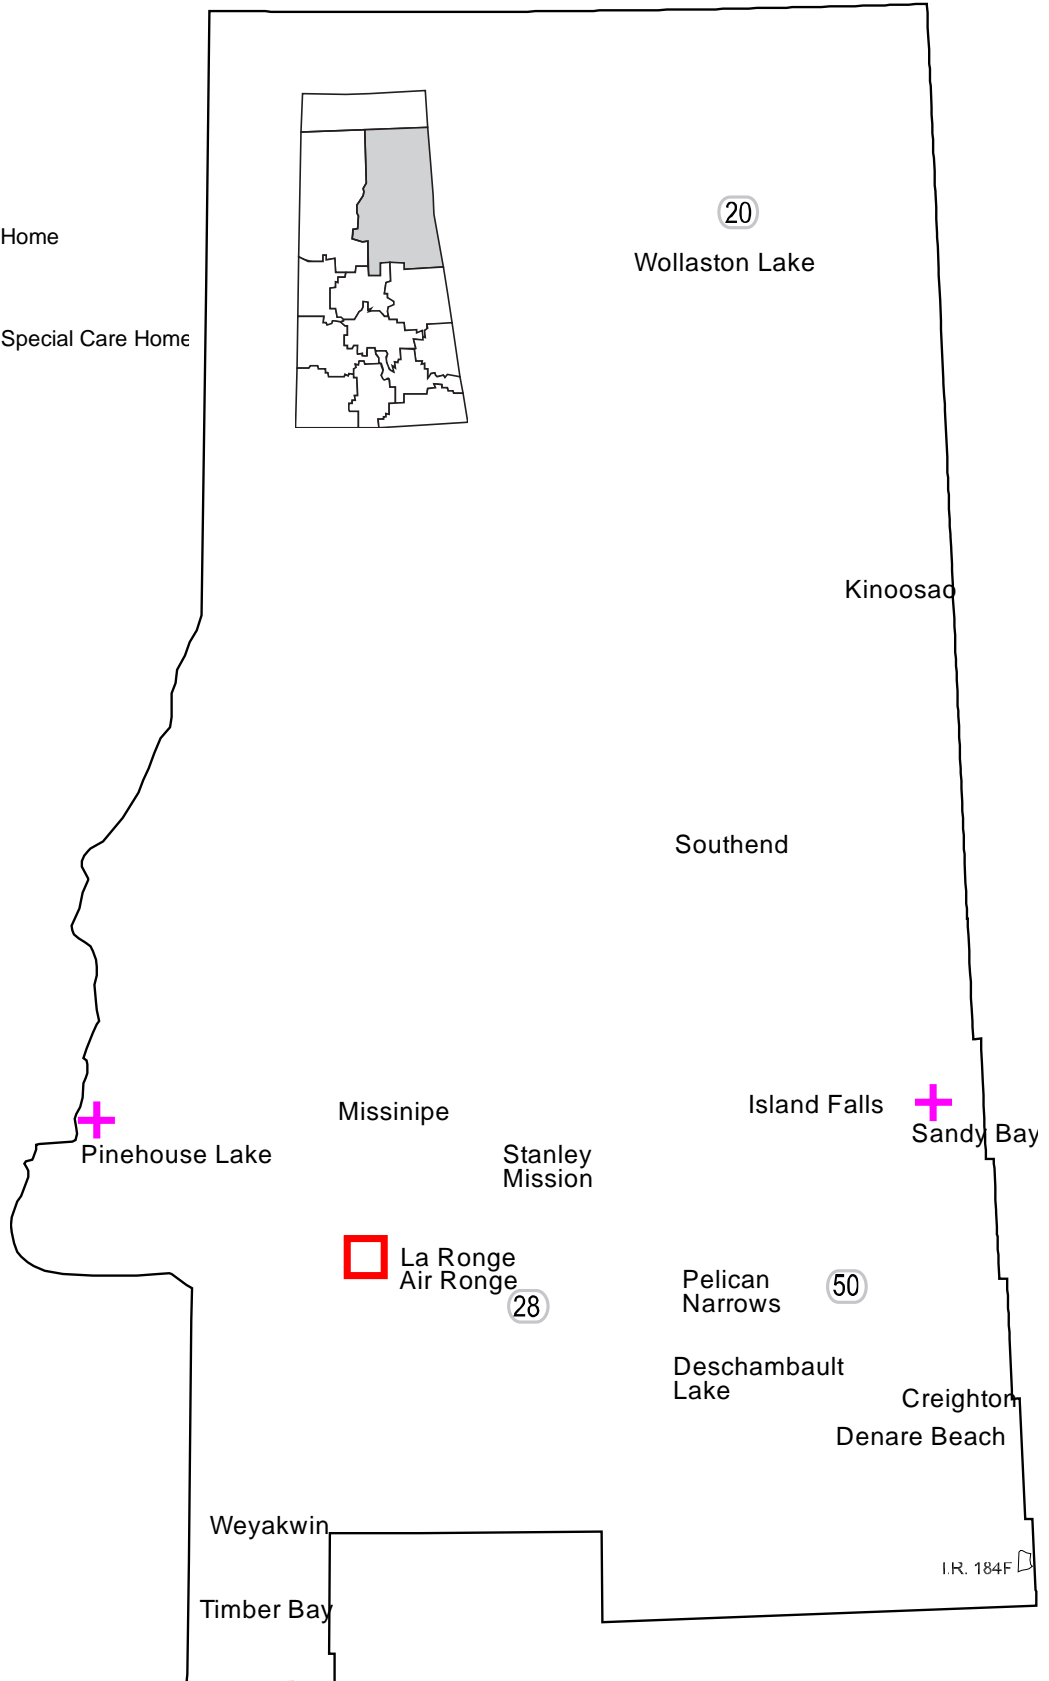 20
Home
Wollaston Lake
Special Care Home
Kinoosao
Southend
Missinipe
Island Falls
Sandy Bay
Pinehouse Lake
Stanley
Mission
La Ronge
Air Ronge
28
Pelican
Narrows
50
Deschambault
Lake
Creighton
Denare Beach
Weyakwin
I.R. 184F
Timber Bay